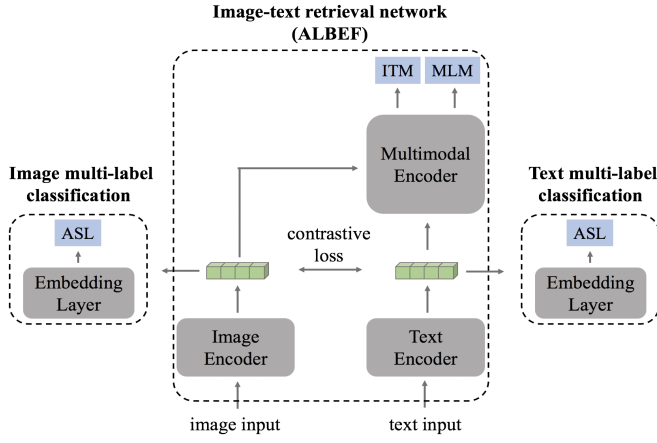 Image-text retrieval network
(ALBEF)
ITM
MLM
Multimodal
Encoder
Image multi-label
classification
ASL
Embedding
Layer
contrastive
loss
Text multi-label
classification
ASL
Embedding
Layer
Image
Encoder
Text
Encoder
image input
text input